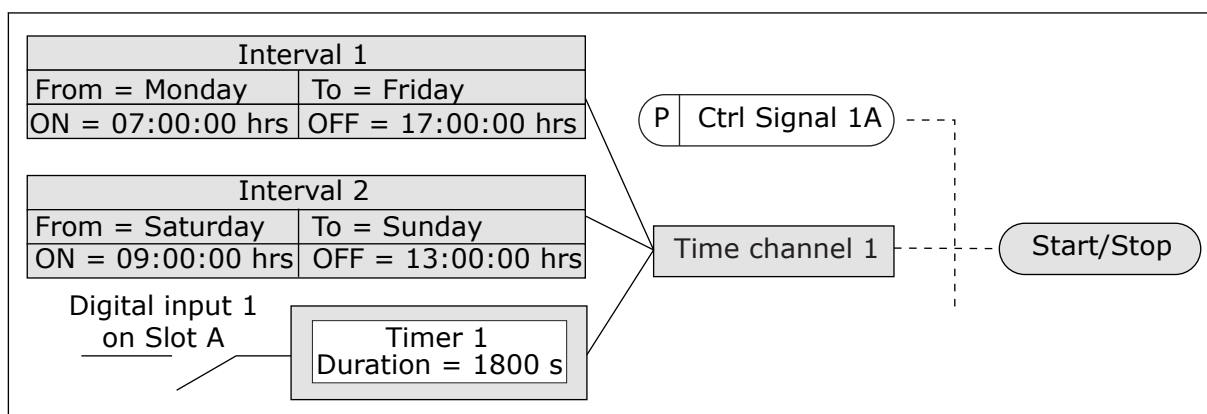 Interval 1
From = Monday To = Friday
ON = 07:00:00 hrs OFF = 17:00:00 hrs
P Ctrl Signal 1A
Interval 2
From = Saturday To = Sunday
ON = 09:00:00 hrs OFF = 13:00:00 hrs
Time channel 1
Start/Stop
Digital input 1
on Slot A
Timer 1
Duration = 1800 s